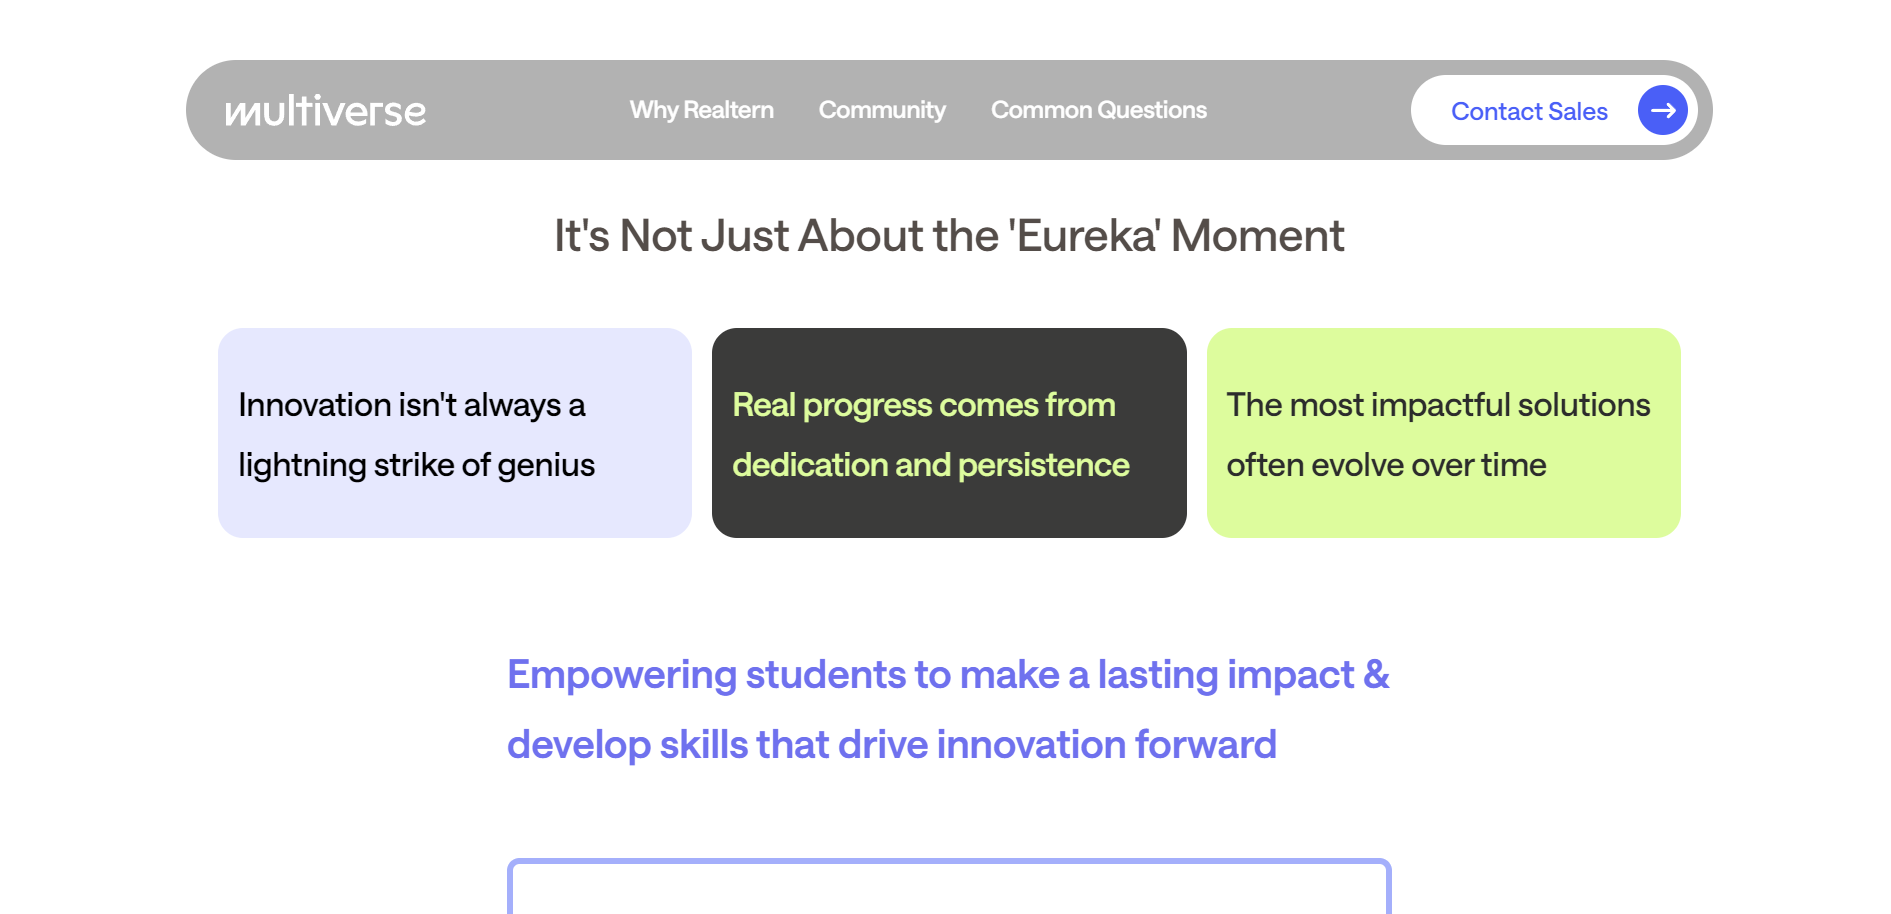 multiverse
Why Realtern
Community
Common Questions
Contact Sales
It's Not Just About the 'Eureka' Moment
Innovation isn't always a
lightning strike of genius
Real progress comes from
dedication and persistence
The most impactful solutions
often evolve over time
Empowering students to make a lasting impact &
develop skills that drive innovation forward